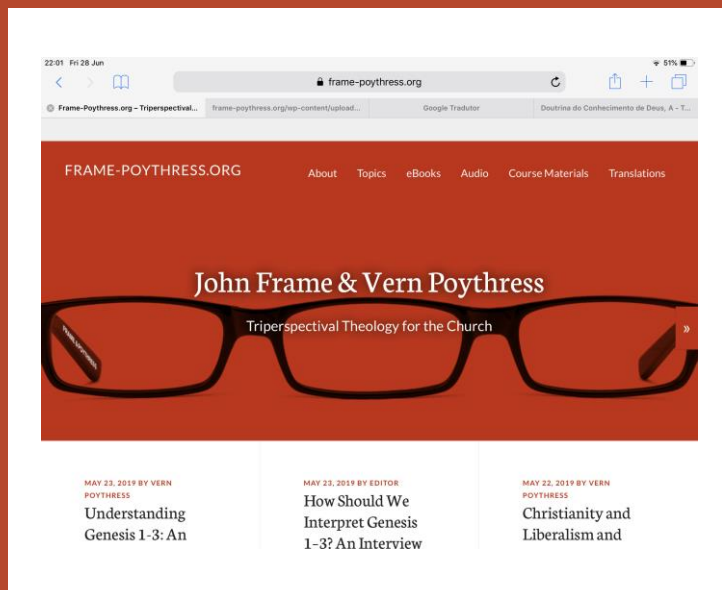 22:01 Fri 28 Jun
51%
frame-poythress.org
Frame-Poythress.org – Triperspectival...
frame-poythress.org/wp-content/upload...
Google Tradutor
Doutrina do Conhecimento de Deus, A - T...
FRAME-POYTHRESS.ORG
About Topics eBooks Audio Course Materials Translations
John Frame & Vern Poythress
Triperspectival Theology for the Church
»
FRAME-POYTHRESS
MAY 23, 2019 BY VERN
POYTHRESS
Understanding
Genesis 1-3: An
MAY 23, 2019 BY EDITOR
How Should We
Interpret Genesis
1–3? An Interview
MAY 22, 2019 BY VERN
POYTHRESS
Christianity and
Liberalism and